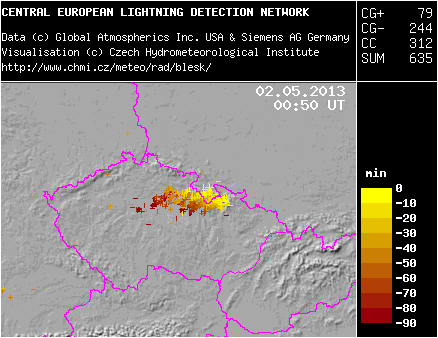 CENTRAL EUROPEAN LIGHTNING DETECTION NETWORK
Data (c) Global Atmospherics Inc. USA & Siemens AG Germany
Visualisation (c) Czech Hydrometeorological Institute
http://www.chmi.cz/meteo/rad/blesk/
CG+ 79
CG- 244
CC 312
SUM 635
02.05.2013
00:50 UT
min
0
-10
-20
-30
-40
-50
-60
-70
-80
-90